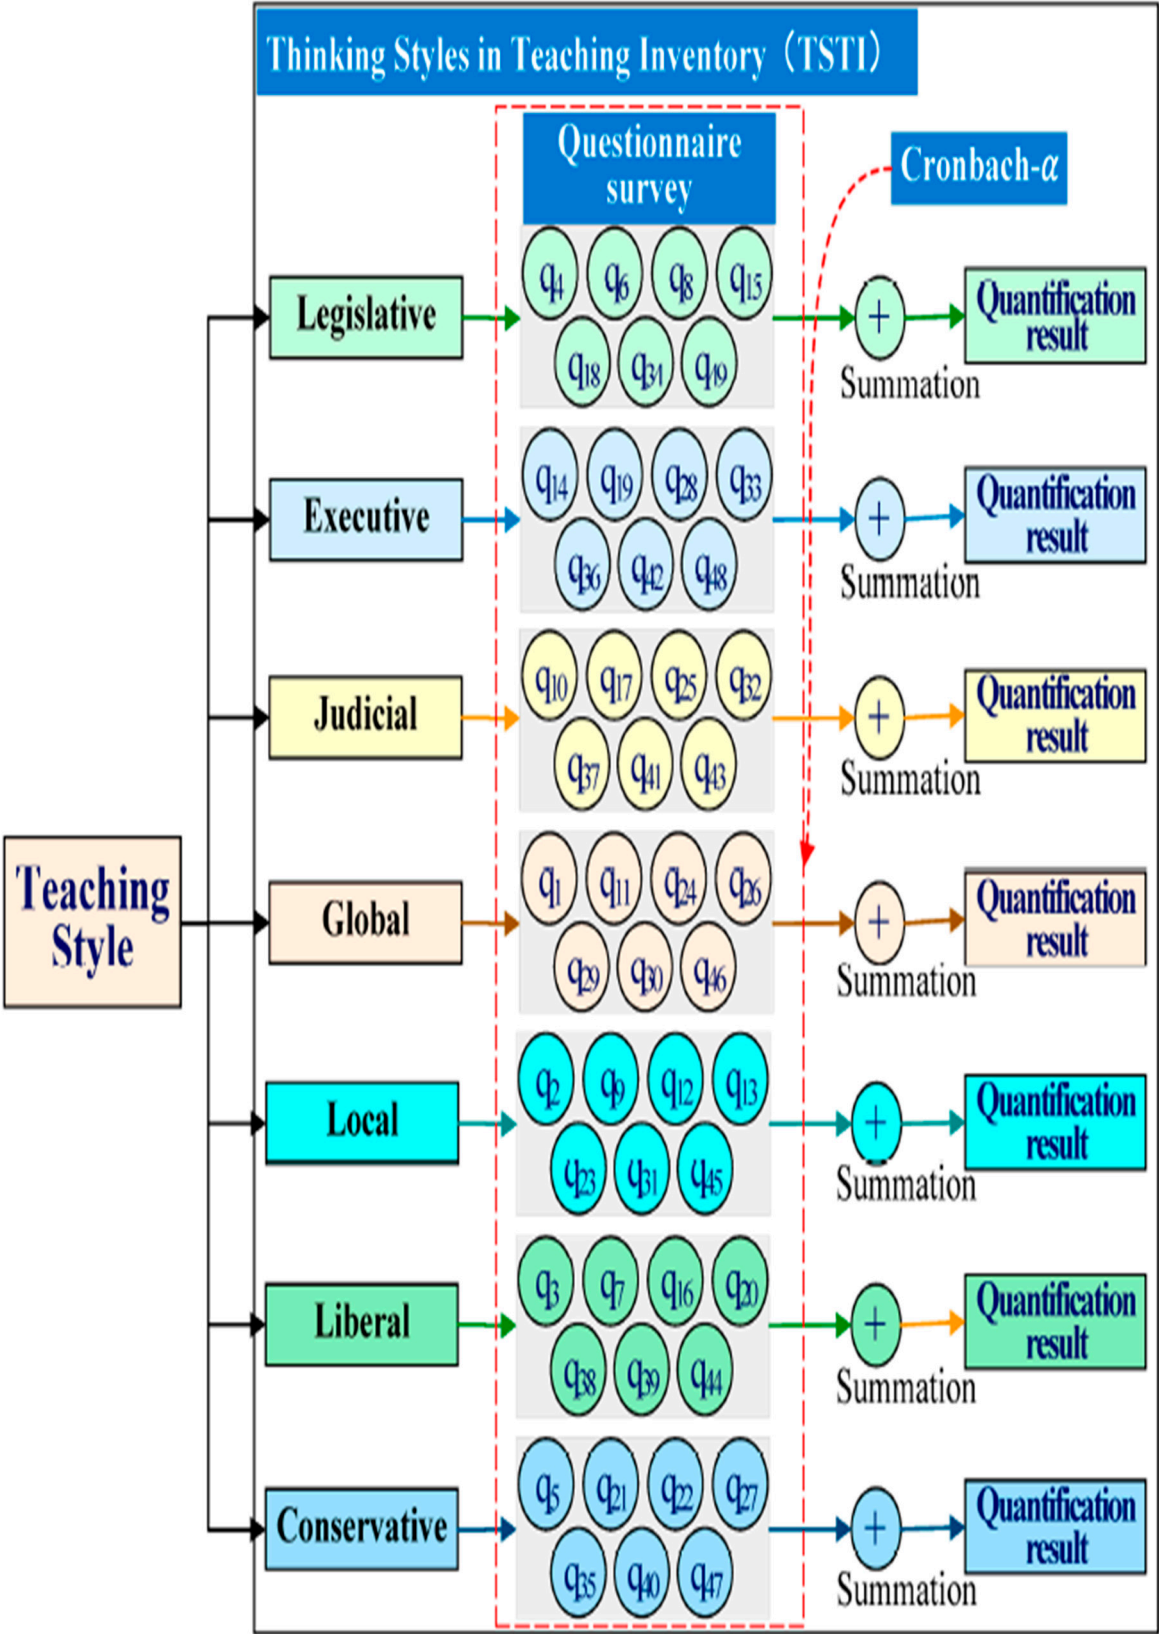 Thinking Styles in Teaching Inventory（TSTI）
Questionnaire
survey
Cronbach-α
Teaching
Style
Legislative
q4 q6 q8 q15
q18 q34 q49
Summation
+
Quantification
result
Executive
q14 q19 q28 q33
q36 q42 q48
Summation
+
Quantification
result
Judicial
q10 q17 q25 q32
q37 q41 q43
Summation
+
Quantification
result
Global
q1 q11 q24 q26
q29 q30 q46
Summation
+
Quantification
result
Local
q2 q9 q12 q13
q23 q31 q45
Summation
+
Quantification
result
Liberal
q3 q7 q16 q20
q38 q39 q44
Summation
+
Quantification
result
Conservative
q5 q21 q22 q27
q35 q40 q47
Summation
+
Quantification
result